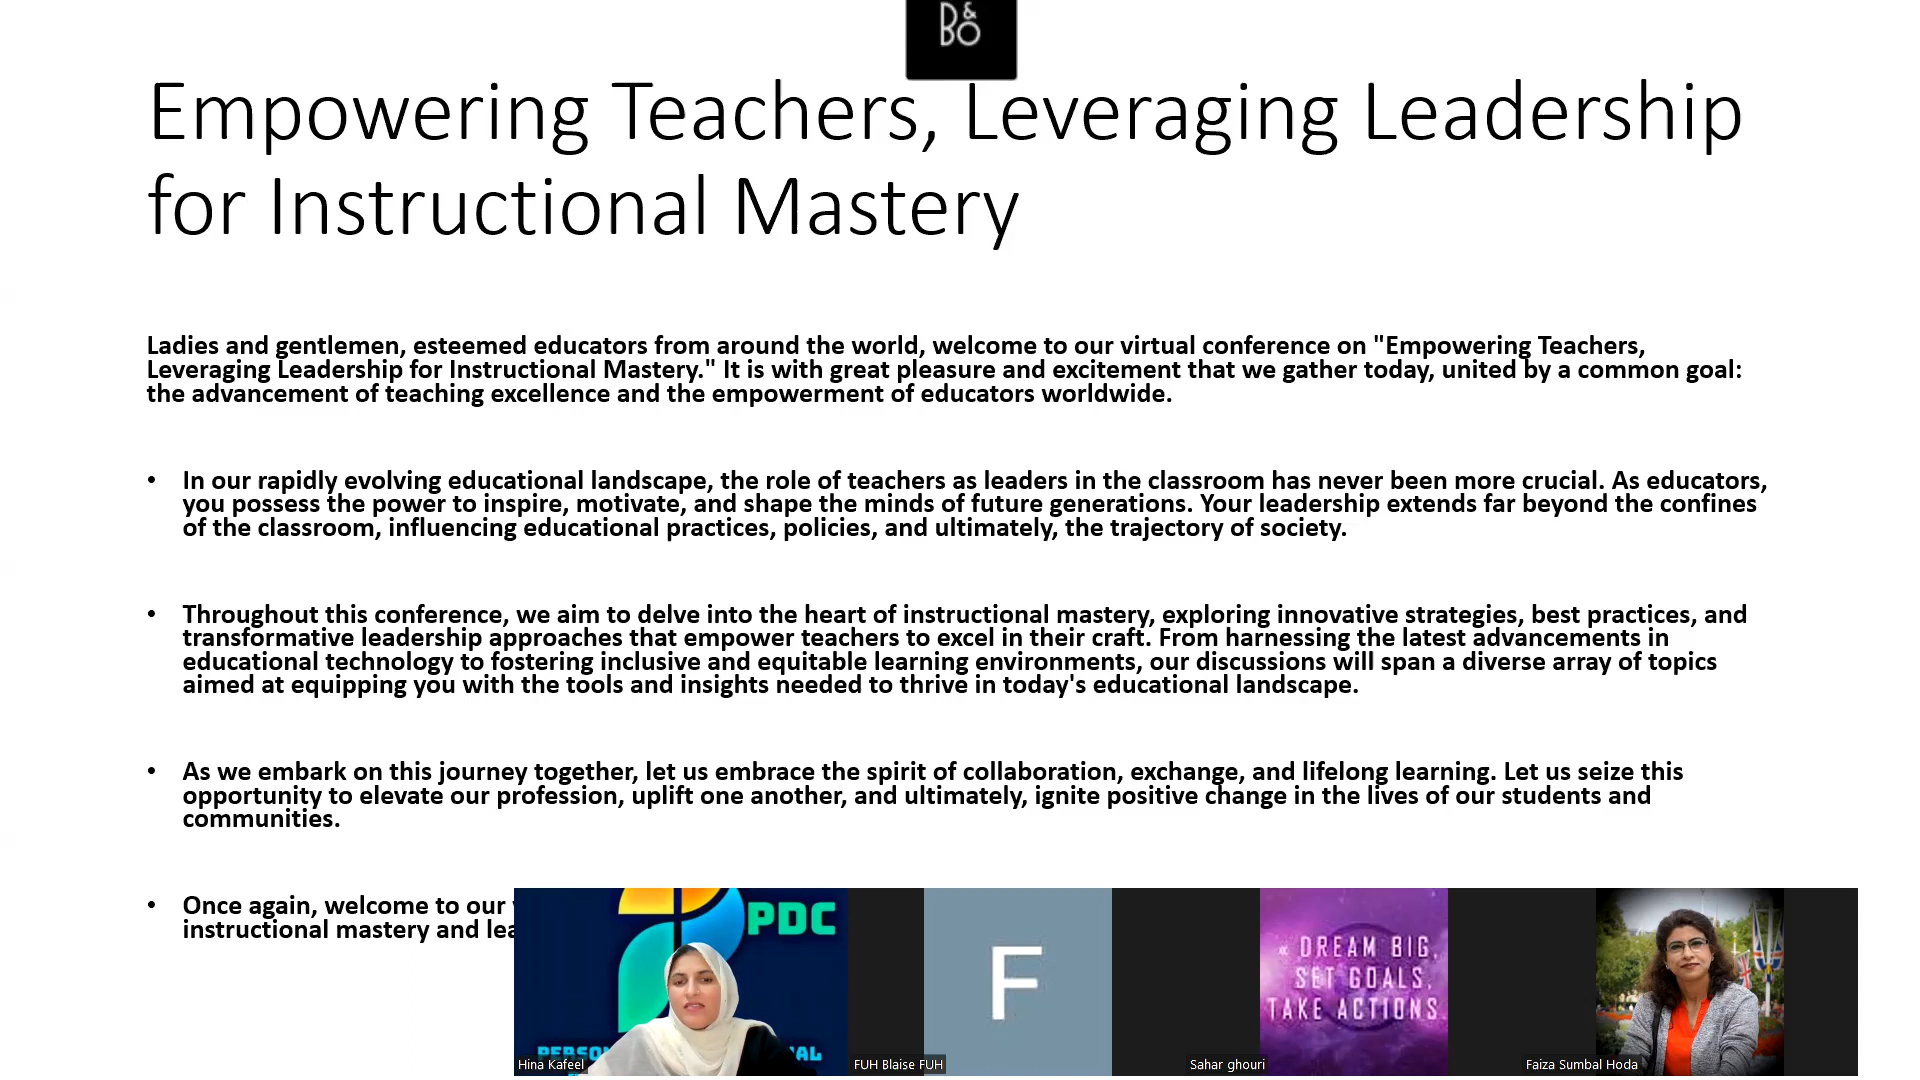 B&O
Empowering Teachers, Leveraging Leadership
for Instructional Mastery
Ladies and gentlemen, esteemed educators from around the world, welcome to our virtual conference on "Empowering Teachers,
Leveraging Leadership for Instructional Mastery." It is with great pleasure and excitement that we gather today, united by a common goal:
the advancement of teaching excellence and the empowerment of educators worldwide.
• In our rapidly evolving educational landscape, the role of teachers as leaders in the classroom has never been more crucial. As educators,
you possess the power to inspire, motivate, and shape the minds of future generations. Your leadership extends far beyond the confines
of the classroom, influencing educational practices, policies, and ultimately, the trajectory of society.
• Throughout this conference, we aim to delve into the heart of instructional mastery, exploring innovative strategies, best practices, and
transformative leadership approaches that empower teachers to excel in their craft. From harnessing the latest advancements in
educational technology to fostering inclusive and equitable learning environments, our discussions will span a diverse array of topics
aimed at equipping you with the tools and insights needed to thrive in today's educational landscape.
• As we embark on this journey together, let us embrace the spirit of collaboration, exchange, and lifelong learning. Let us seize this
opportunity to elevate our profession, uplift one another, and ultimately, ignite positive change in the lives of our students and
communities.
• Once again, welcome to our
instructional mastery and
PDC
Hina Kafeel
F
FUH Blaise FUH
« DREAM BIG,
SET GOALS,
TAKE ACTIONS.
Sahar ghouri
Faiza Sumbal Hoda